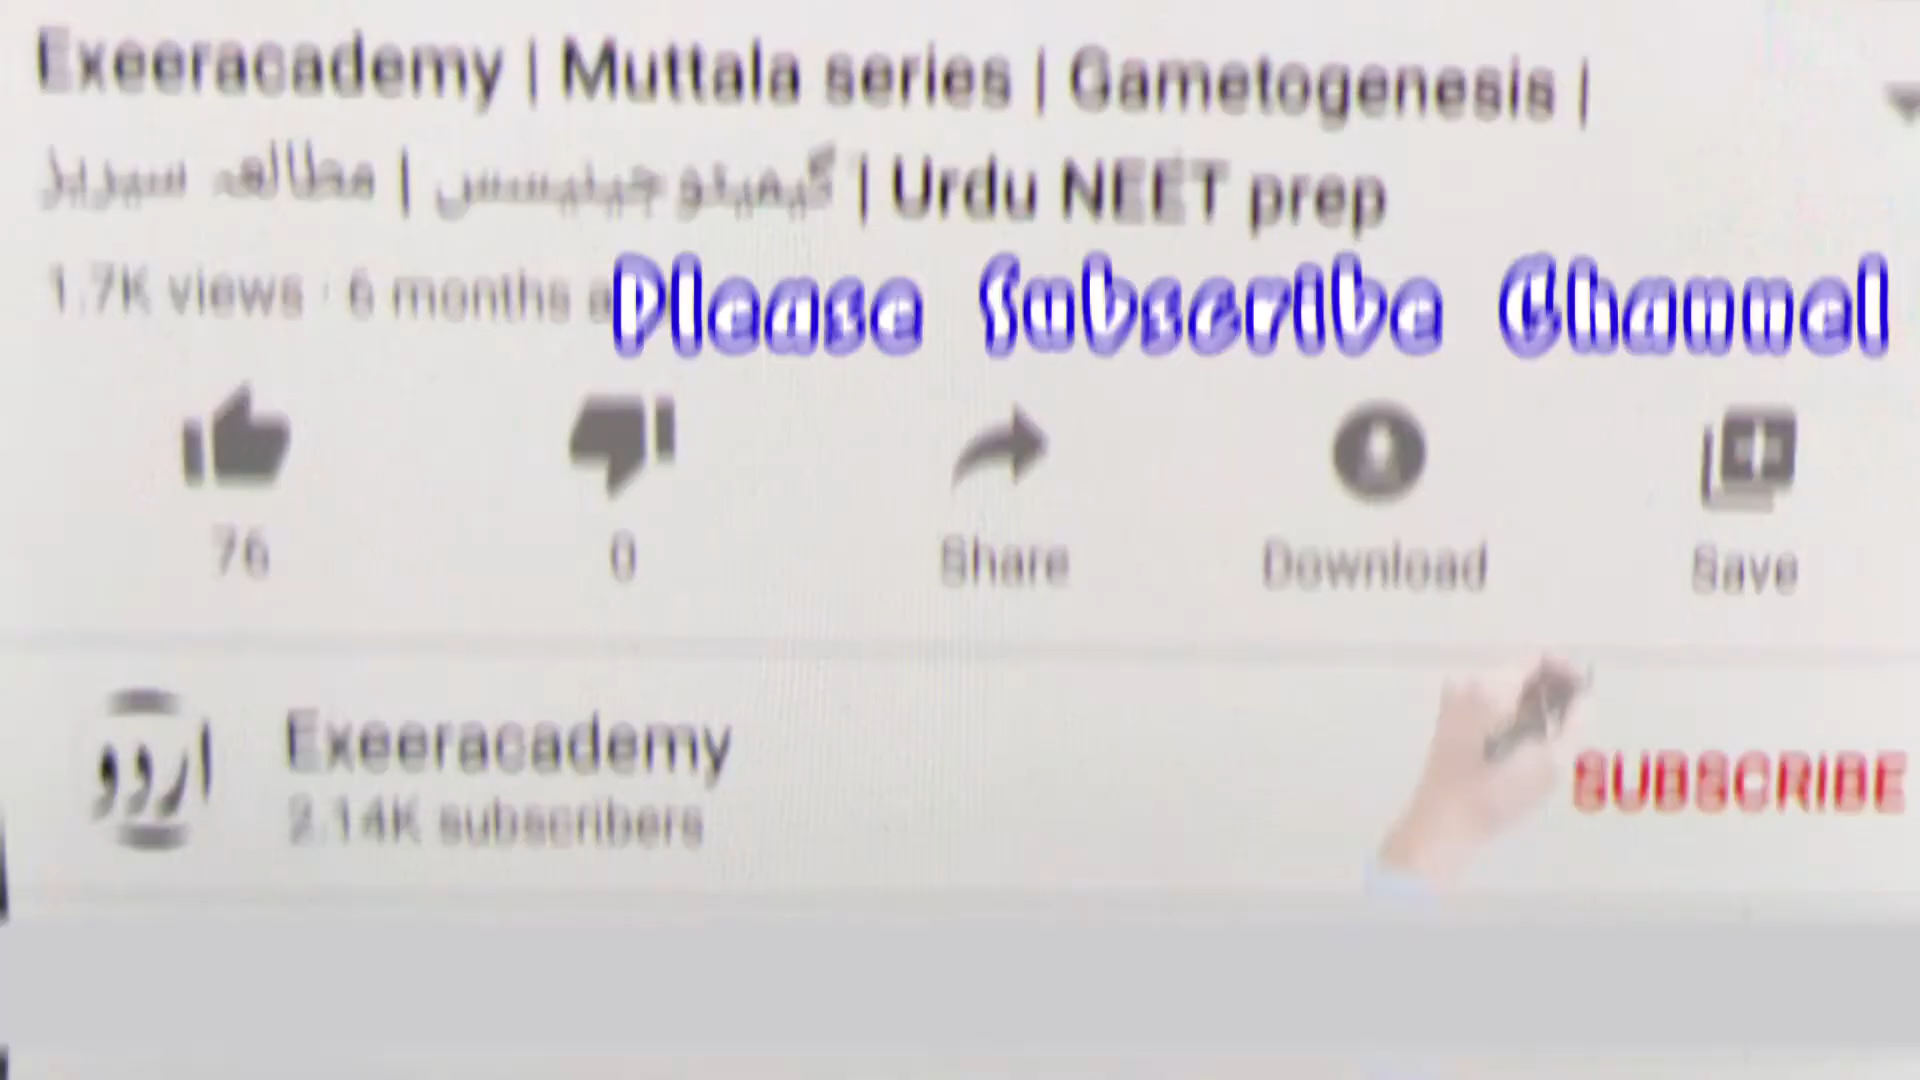 Exeeracademy | Muttala series | Gametogenesis |
مطالعہ سیریز | گیمیٹو جینیسس | Urdu NEET prep
1.7K views · 6 months a
Please Subscribe Channel
76
0
Share
Download
Save
اردو
Exeeracademy
2.14K subscribers
SUBSCRIBE